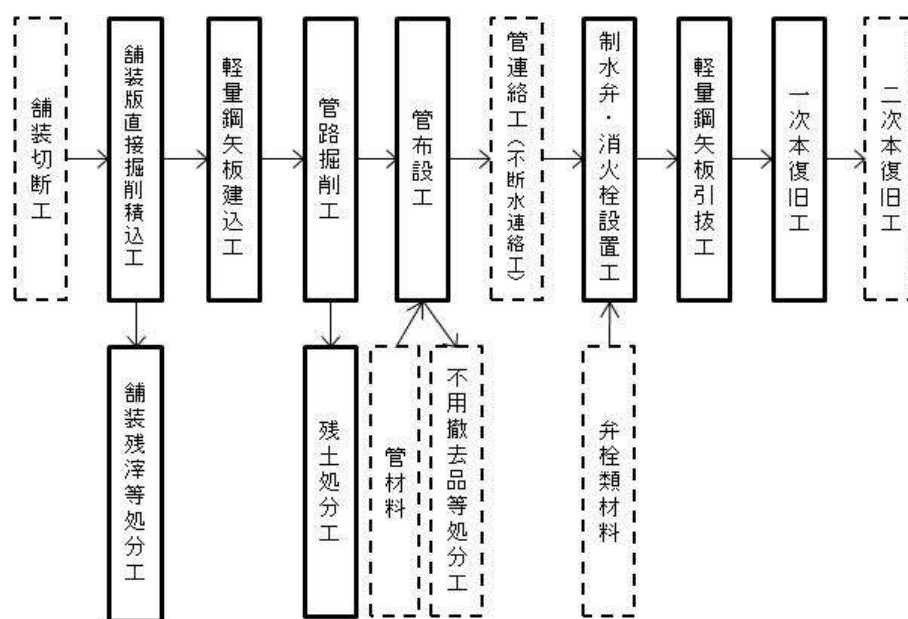 舗装切断工
舗装版直接掘削積込工
軽量鋼矢板建込工
管路掘削工
管布設工
管連絡工（不断水連絡工）
制水弁・消火栓設置工
軽量鋼矢板引抜工
一次本復旧工
二次本復旧工
舗装残滓等処分工
残土処分工
管材料
不用撤去品等処分工
弁栓類材料